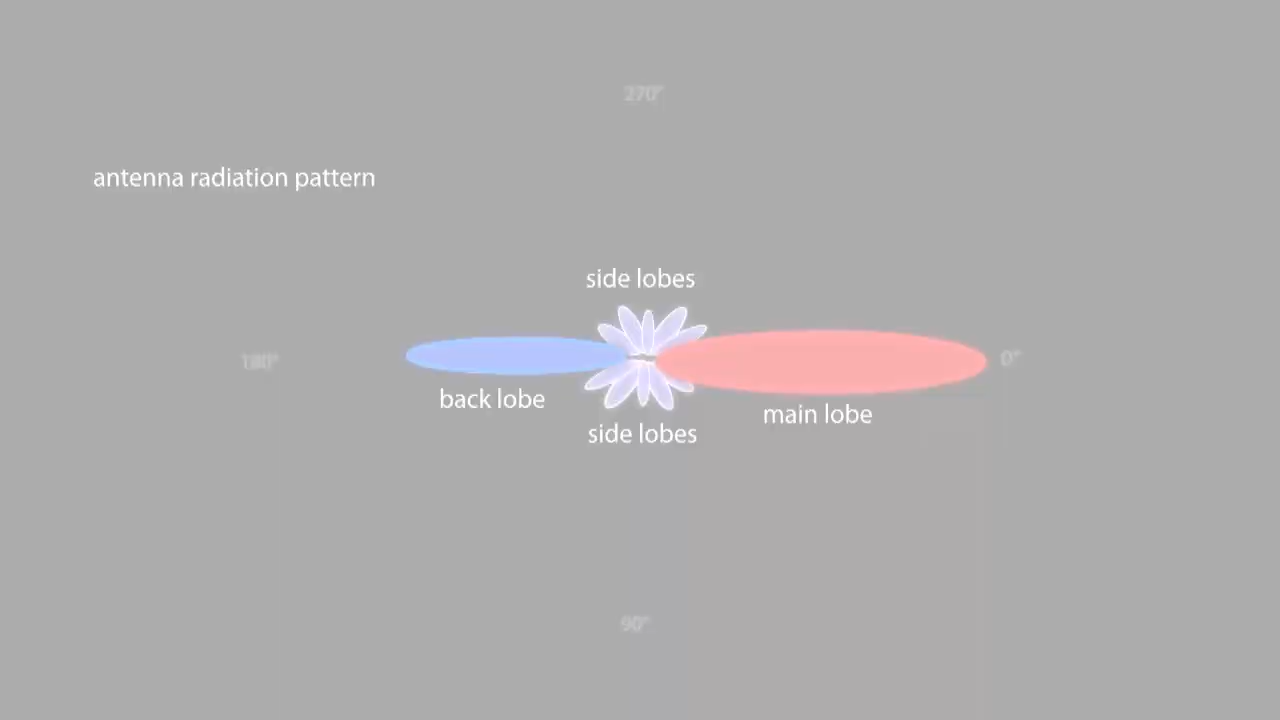 270°
antenna radiation pattern
side lobes
180°
0°
back lobe
main lobe
side lobes
90°